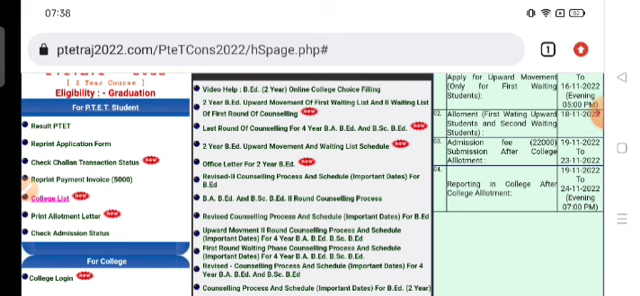 07:38
ptetraj2022.com/PteTCons2022/hSpage.php#
1
[ 2 Year Course ]
Eligibility : - Graduation
For P.T.E.T. Student
Result PTET
Reprint Application Form
Check Challan Transaction Status New
Reprint Payment Invoice (5000)
College List New
Print Allotment Letter New
Check Admission Status
For College
College Login New
Video Help : B.Ed. (2 Year) Online College Choice Filling
2 Year B.Ed. Upward Movement Of First Waiting List And II Waiting List
Of First Round Of Counselling New
Last Round Of Counselling For 4 Year B.A. B.Ed. And B.Sc. B.Ed. New
2 Year B.Ed. Upward Movement And Waiting List Schedule New
Office Letter For 2 Year B.Ed. New
Revised-II Counselling Process And Schedule (Important Dates) For
B.Ed
B.A. B.Ed. And B.Sc. B.Ed. II Round Counselling Process
Revised Counselling Process And Schedule (Important Dates) For B.Ed
Upward Movment II Round Counselling Process And Schedule
(Important Dates) For 4 Year B.A. B.Ed. B.Sc. B.Ed
First Round Waiting Phase Counselling Process And Schedule
(Important Dates) For 4 Year B.A. B.Ed. B.Sc. B.Ed.
Revised - Counselling Process And Schedule (Important Dates) For 4
Year B.A. B.Ed. And B.Sc. B.Ed
Counselling Process And Schedule (Important Dates) For B.Ed. (2 Year)
Apply for Upward Movement
(Only for First Waiting
Students):
To
16-11-2022
(Evening
05:00 PM)
02.
Alloment (First Wating Upward
Students and Second Waiting
Students) :
18-11-2022
03.
Admission fee (22000)
Submission After College
Allotment :
19-11-2022
To
23-11-2022
04.
Reporting in College After
College Allotment;
19-11-2022
To
24-11-2022
(Evening
07:00 PM)